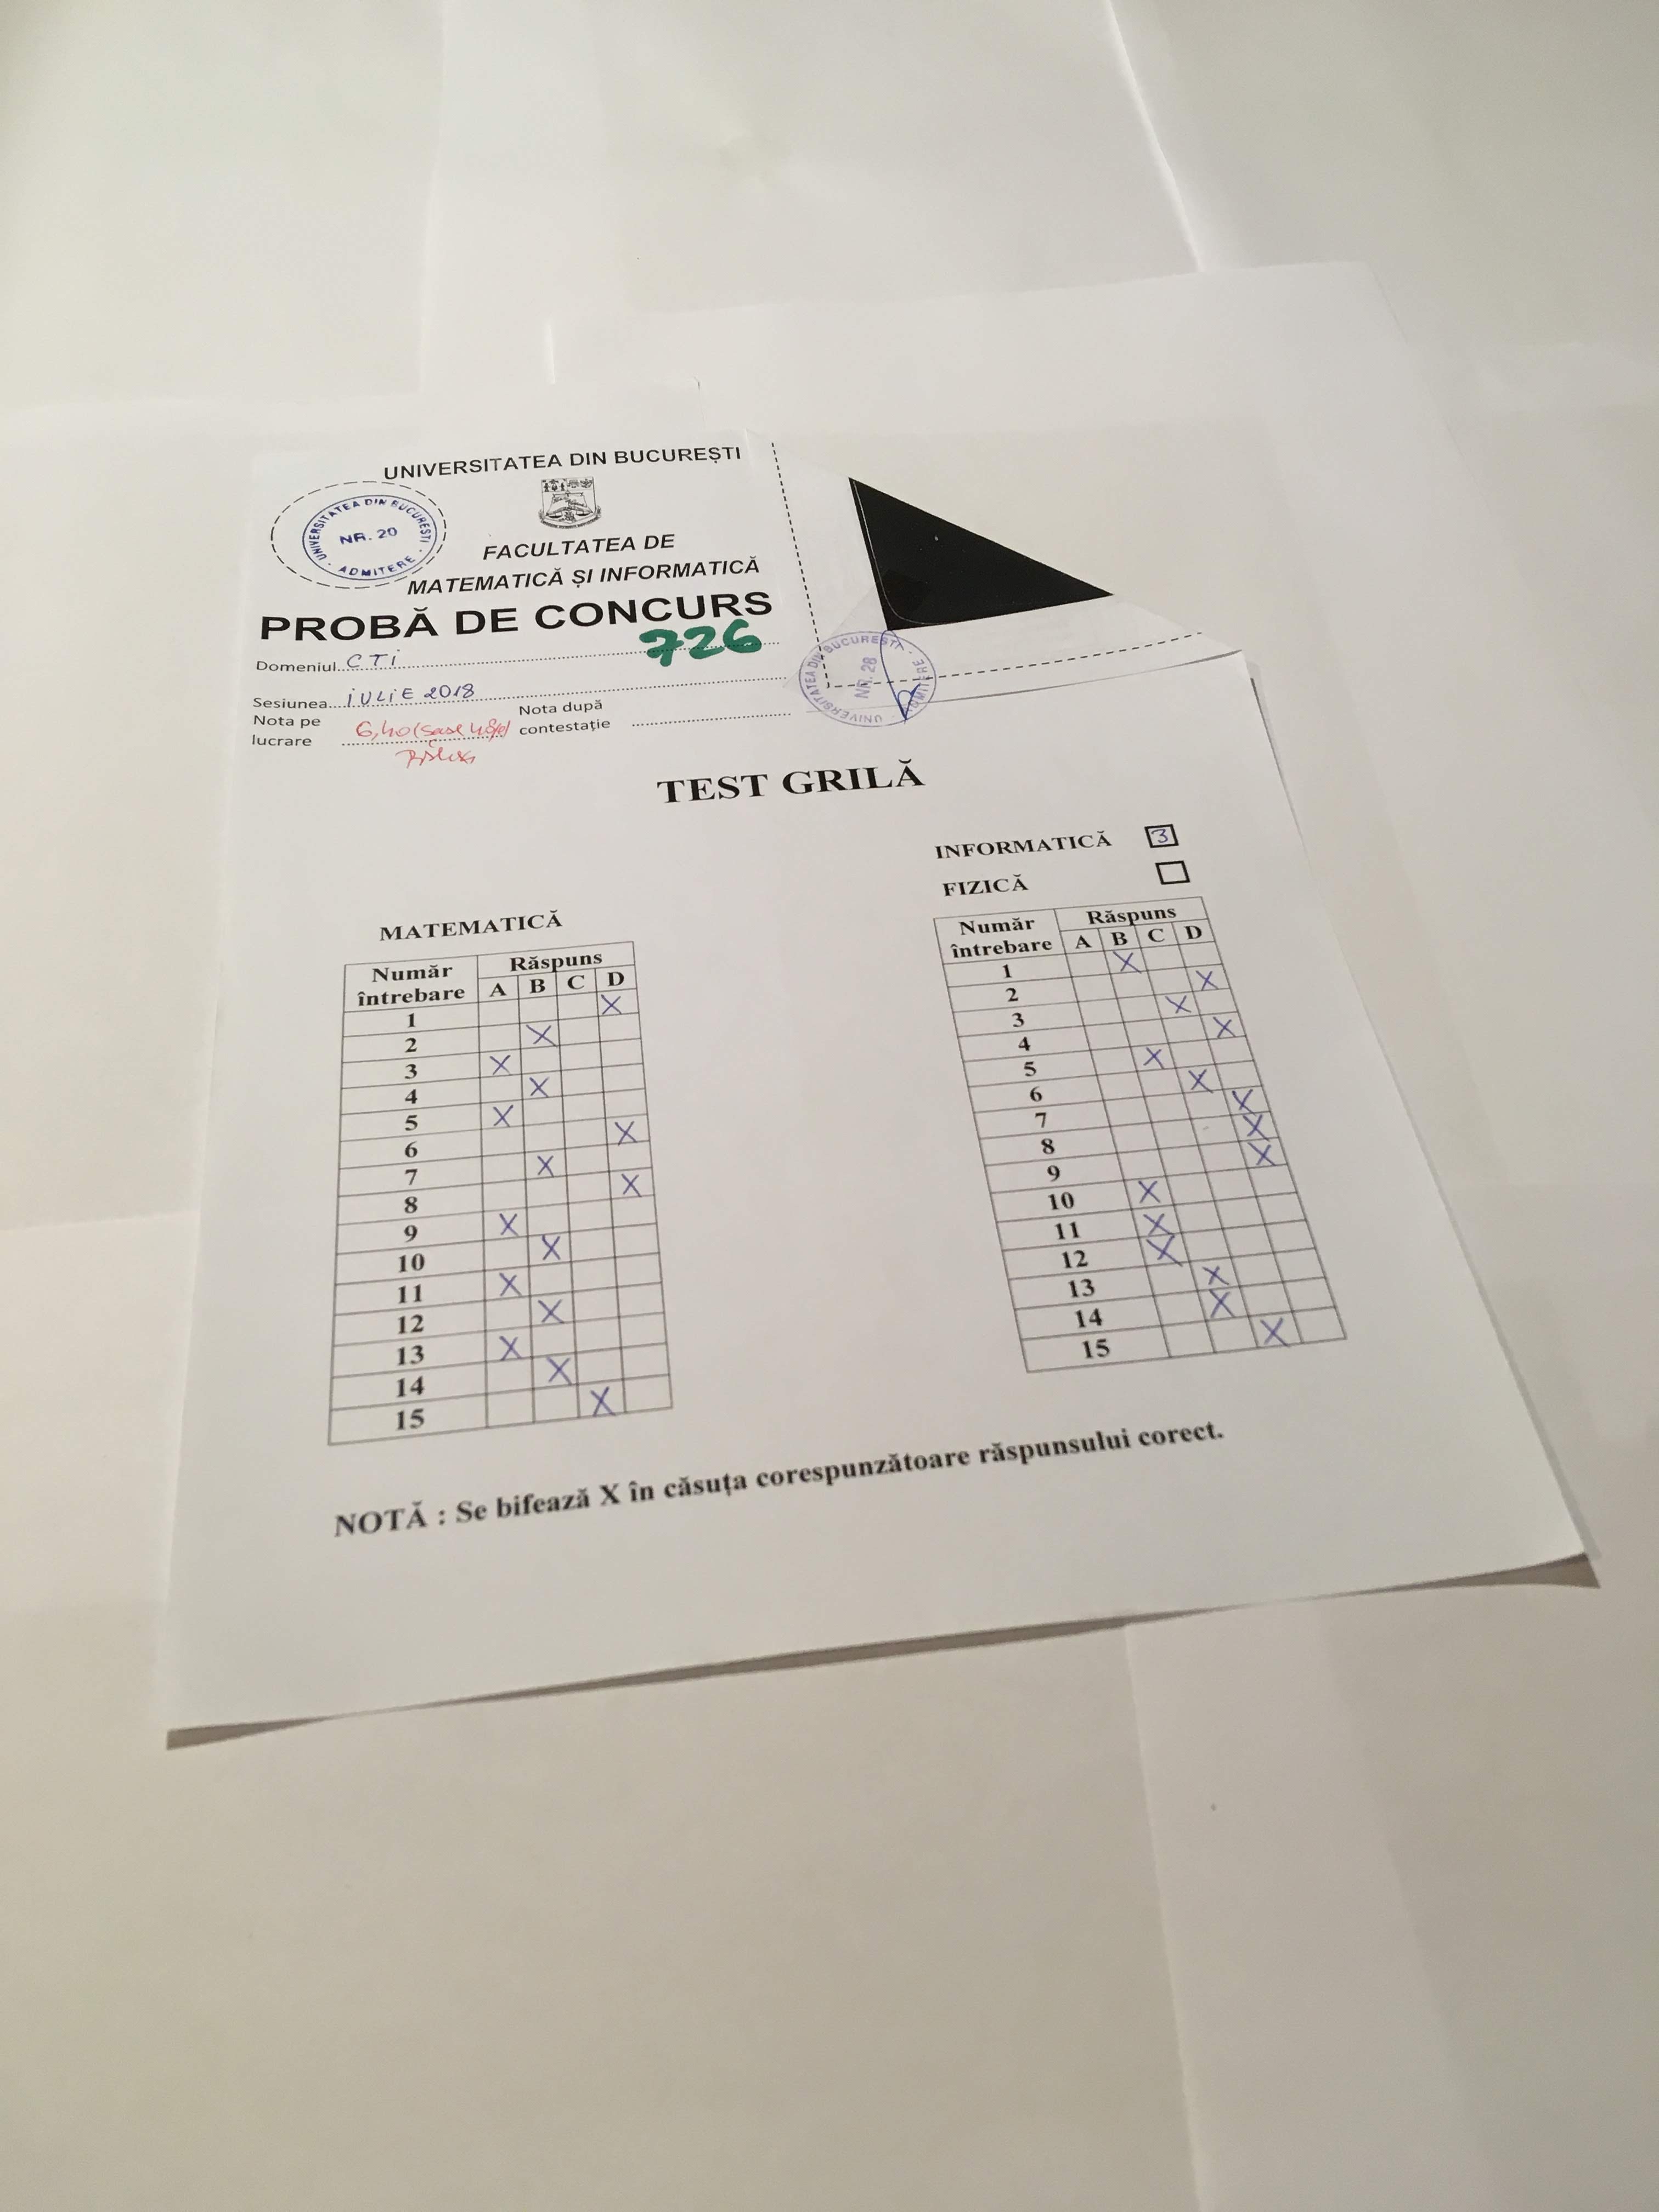 UNIVERSITATEA DIN BUCUREȘTI
UNIVERSITATEA DIN BUCUREȘTI
NR. 20
ADMITERE
FACULTATEA DE
MATEMATICĂ ȘI INFORMATICĂ
PROBĂ DE CONCURS
726
Domeniul...CTI
Sesiunea...IULIE 2018
Nota pe lucrare 6,40 (șase 40%)
Nota după contestație
UNIVERSITATEA DIN BUCUREȘTI
NR. 28
ADMITERE
TEST GRILĂ
MATEMATICĂ
Număr întrebare Răspuns
A B C D
1 X
2 X
3 X
4 X
5 X
6 X
7 X
8 X
9 X
10 X
11 X
12 X
13 X
14 X
15 X
INFORMATICĂ 3
FIZICĂ
Număr întrebare Răspuns
A B C D
1 X
2 X
3 X
4 X
5 X
6 X
7 X
8 X
9 X
10 X
11 X
12 X
13 X
14 X
15 X
NOTĂ : Se bifează X în căsuța corespunzătoare răspunsului corect.